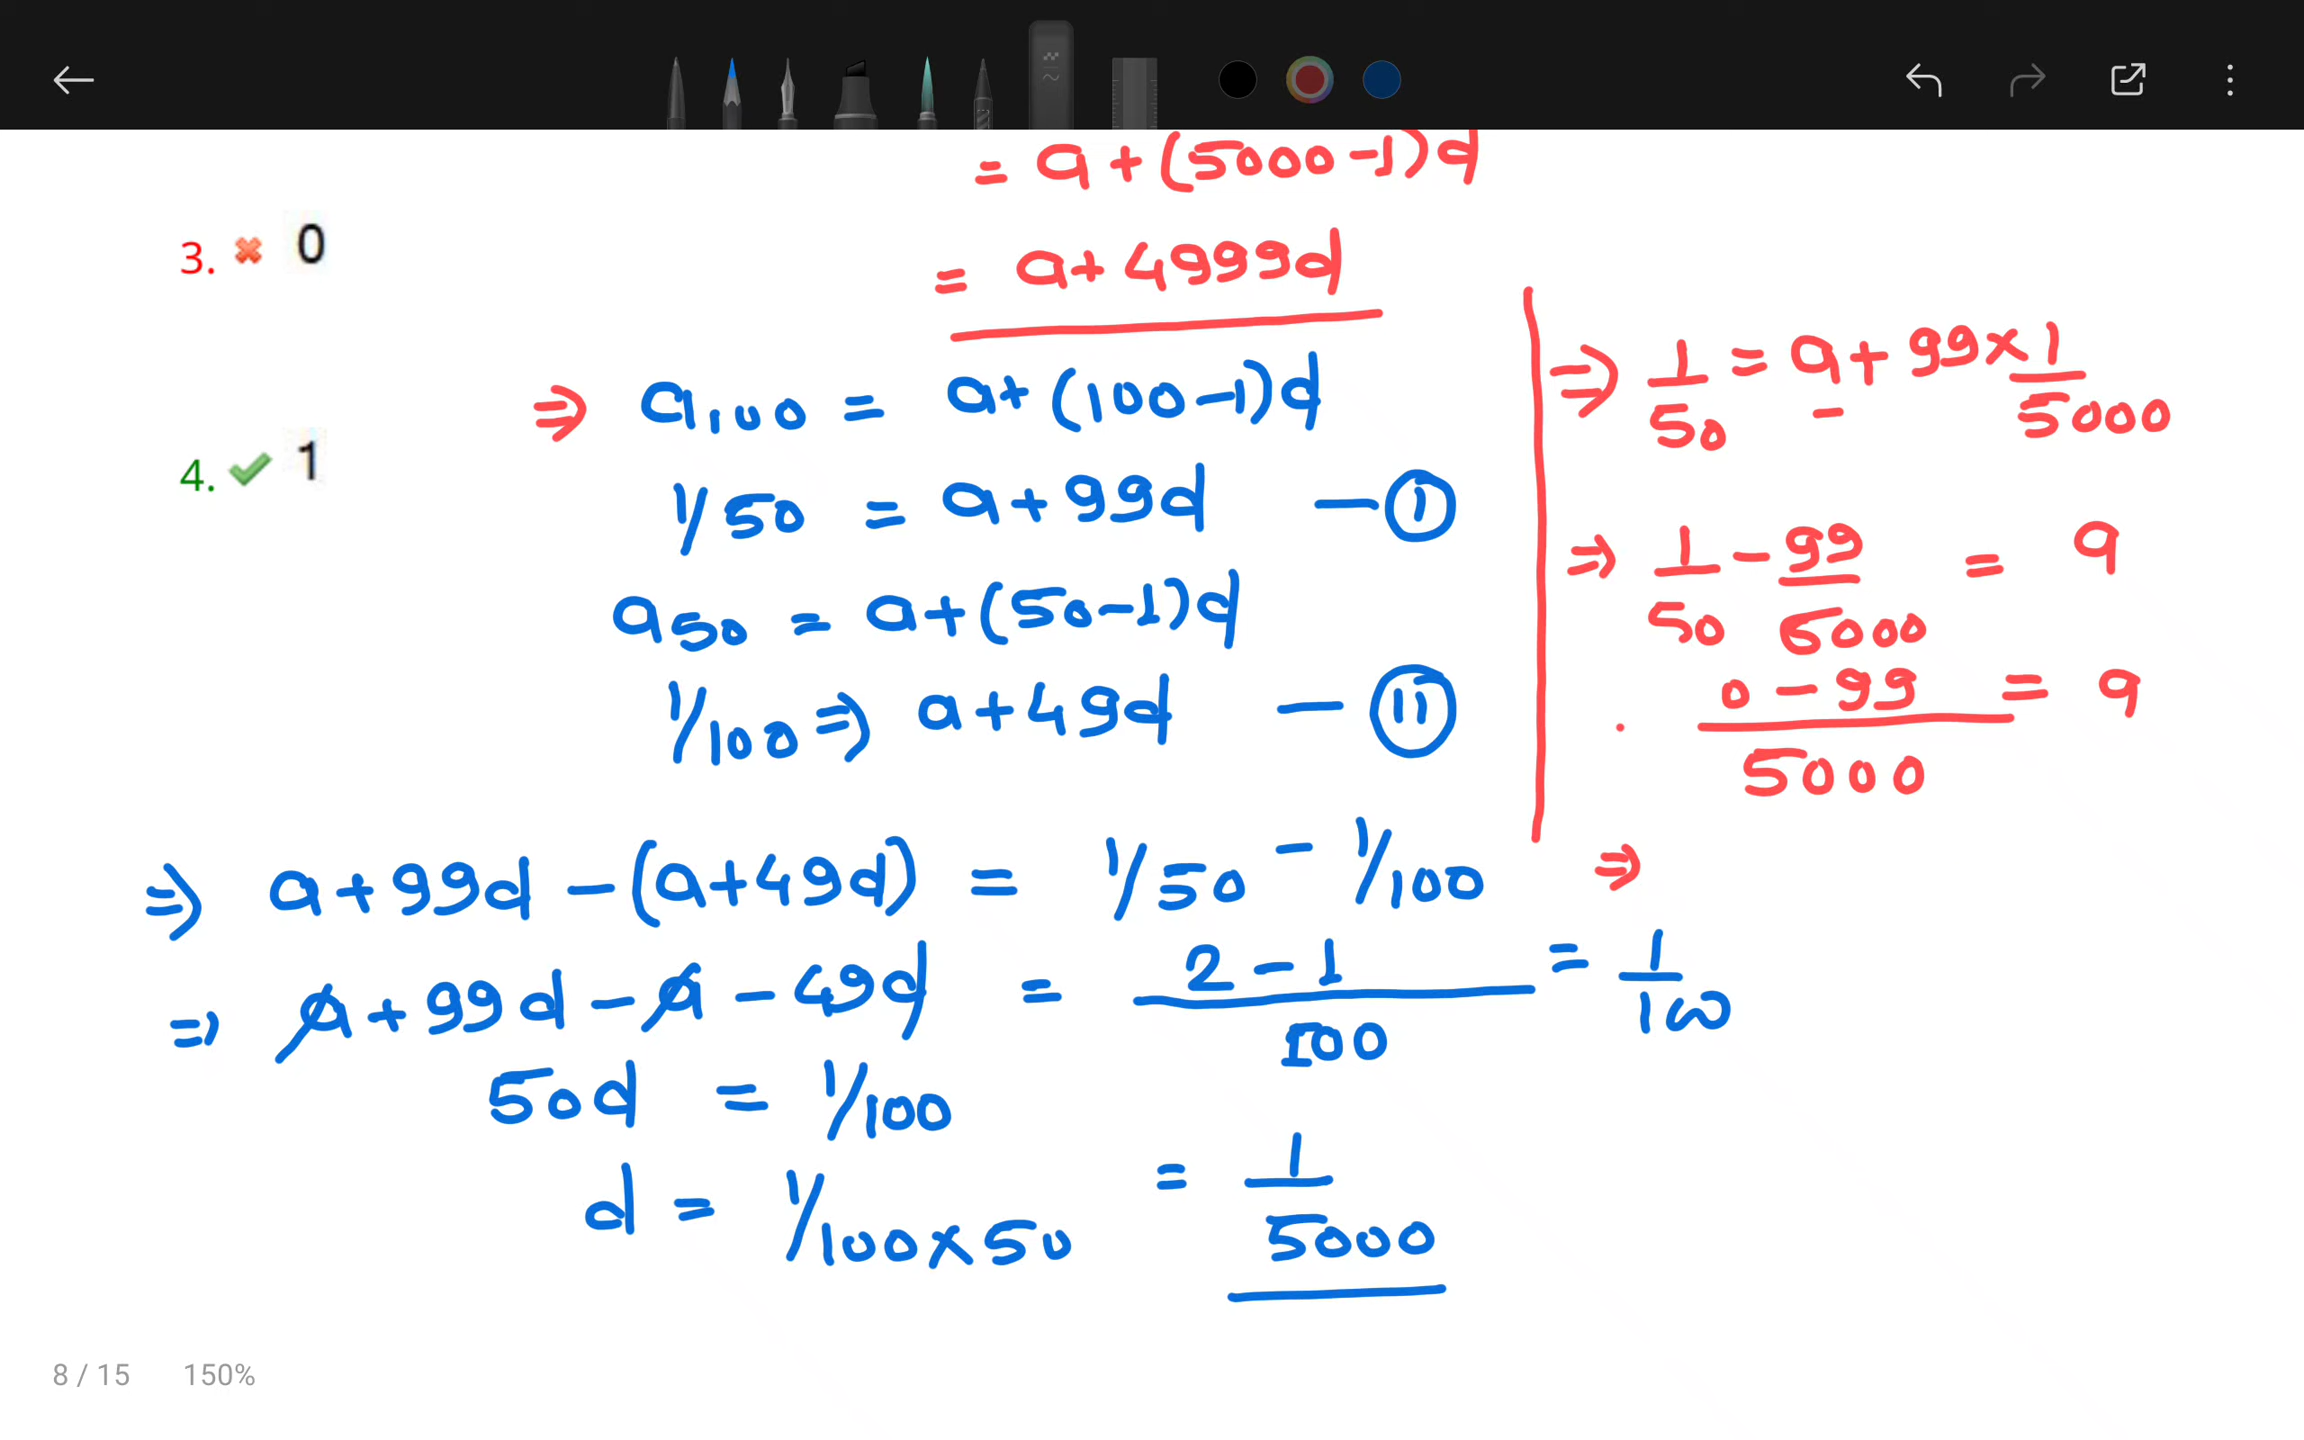 = a + (5000-1)d
3. 0
= a + 4999d
⇒ a₁₀₀ = a + (100-1)d
4. 1
1/50 = a + 99d — ①
a₅₀ = a + (50-1)d
1/100 ⇒ a + 49d — ⑪
⇒ 1/50 = a + 99 × 1/5000
⇒ 1/50 - 99/5000 = a
0 - 99/5000 = a
⇒
⇒ a + 99d - (a + 49d) = 1/50 - 1/100
⇒ a + 99d - a - 49d = 2-1/100 = 1/100
50d = 1/100
d = 1/100×50 = 1/5000
8 / 15 150%